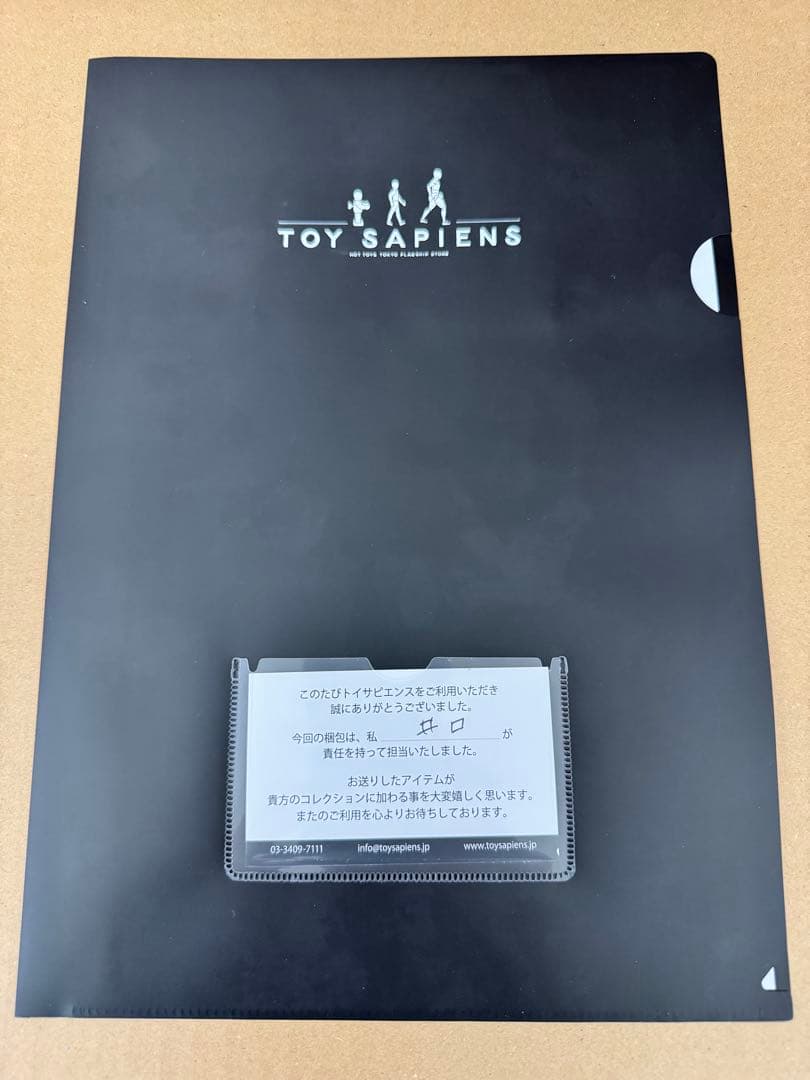 TOY SAPIENS
HOT TOYS TOKYO FLAGSHIP STORE
このたびトイサピエンスをご利用いただき
誠にありがとうございました。
今回の梱包は、私 井口 が
責任を持って担当いたしました。
お送りしたアイテムが
貴方のコレクションに加わる事を大変嬉しく思います。
またのご利用を心よりお待ちしております。
03-3409-7111 info@toysapiens.jp www.toysapiens.jp